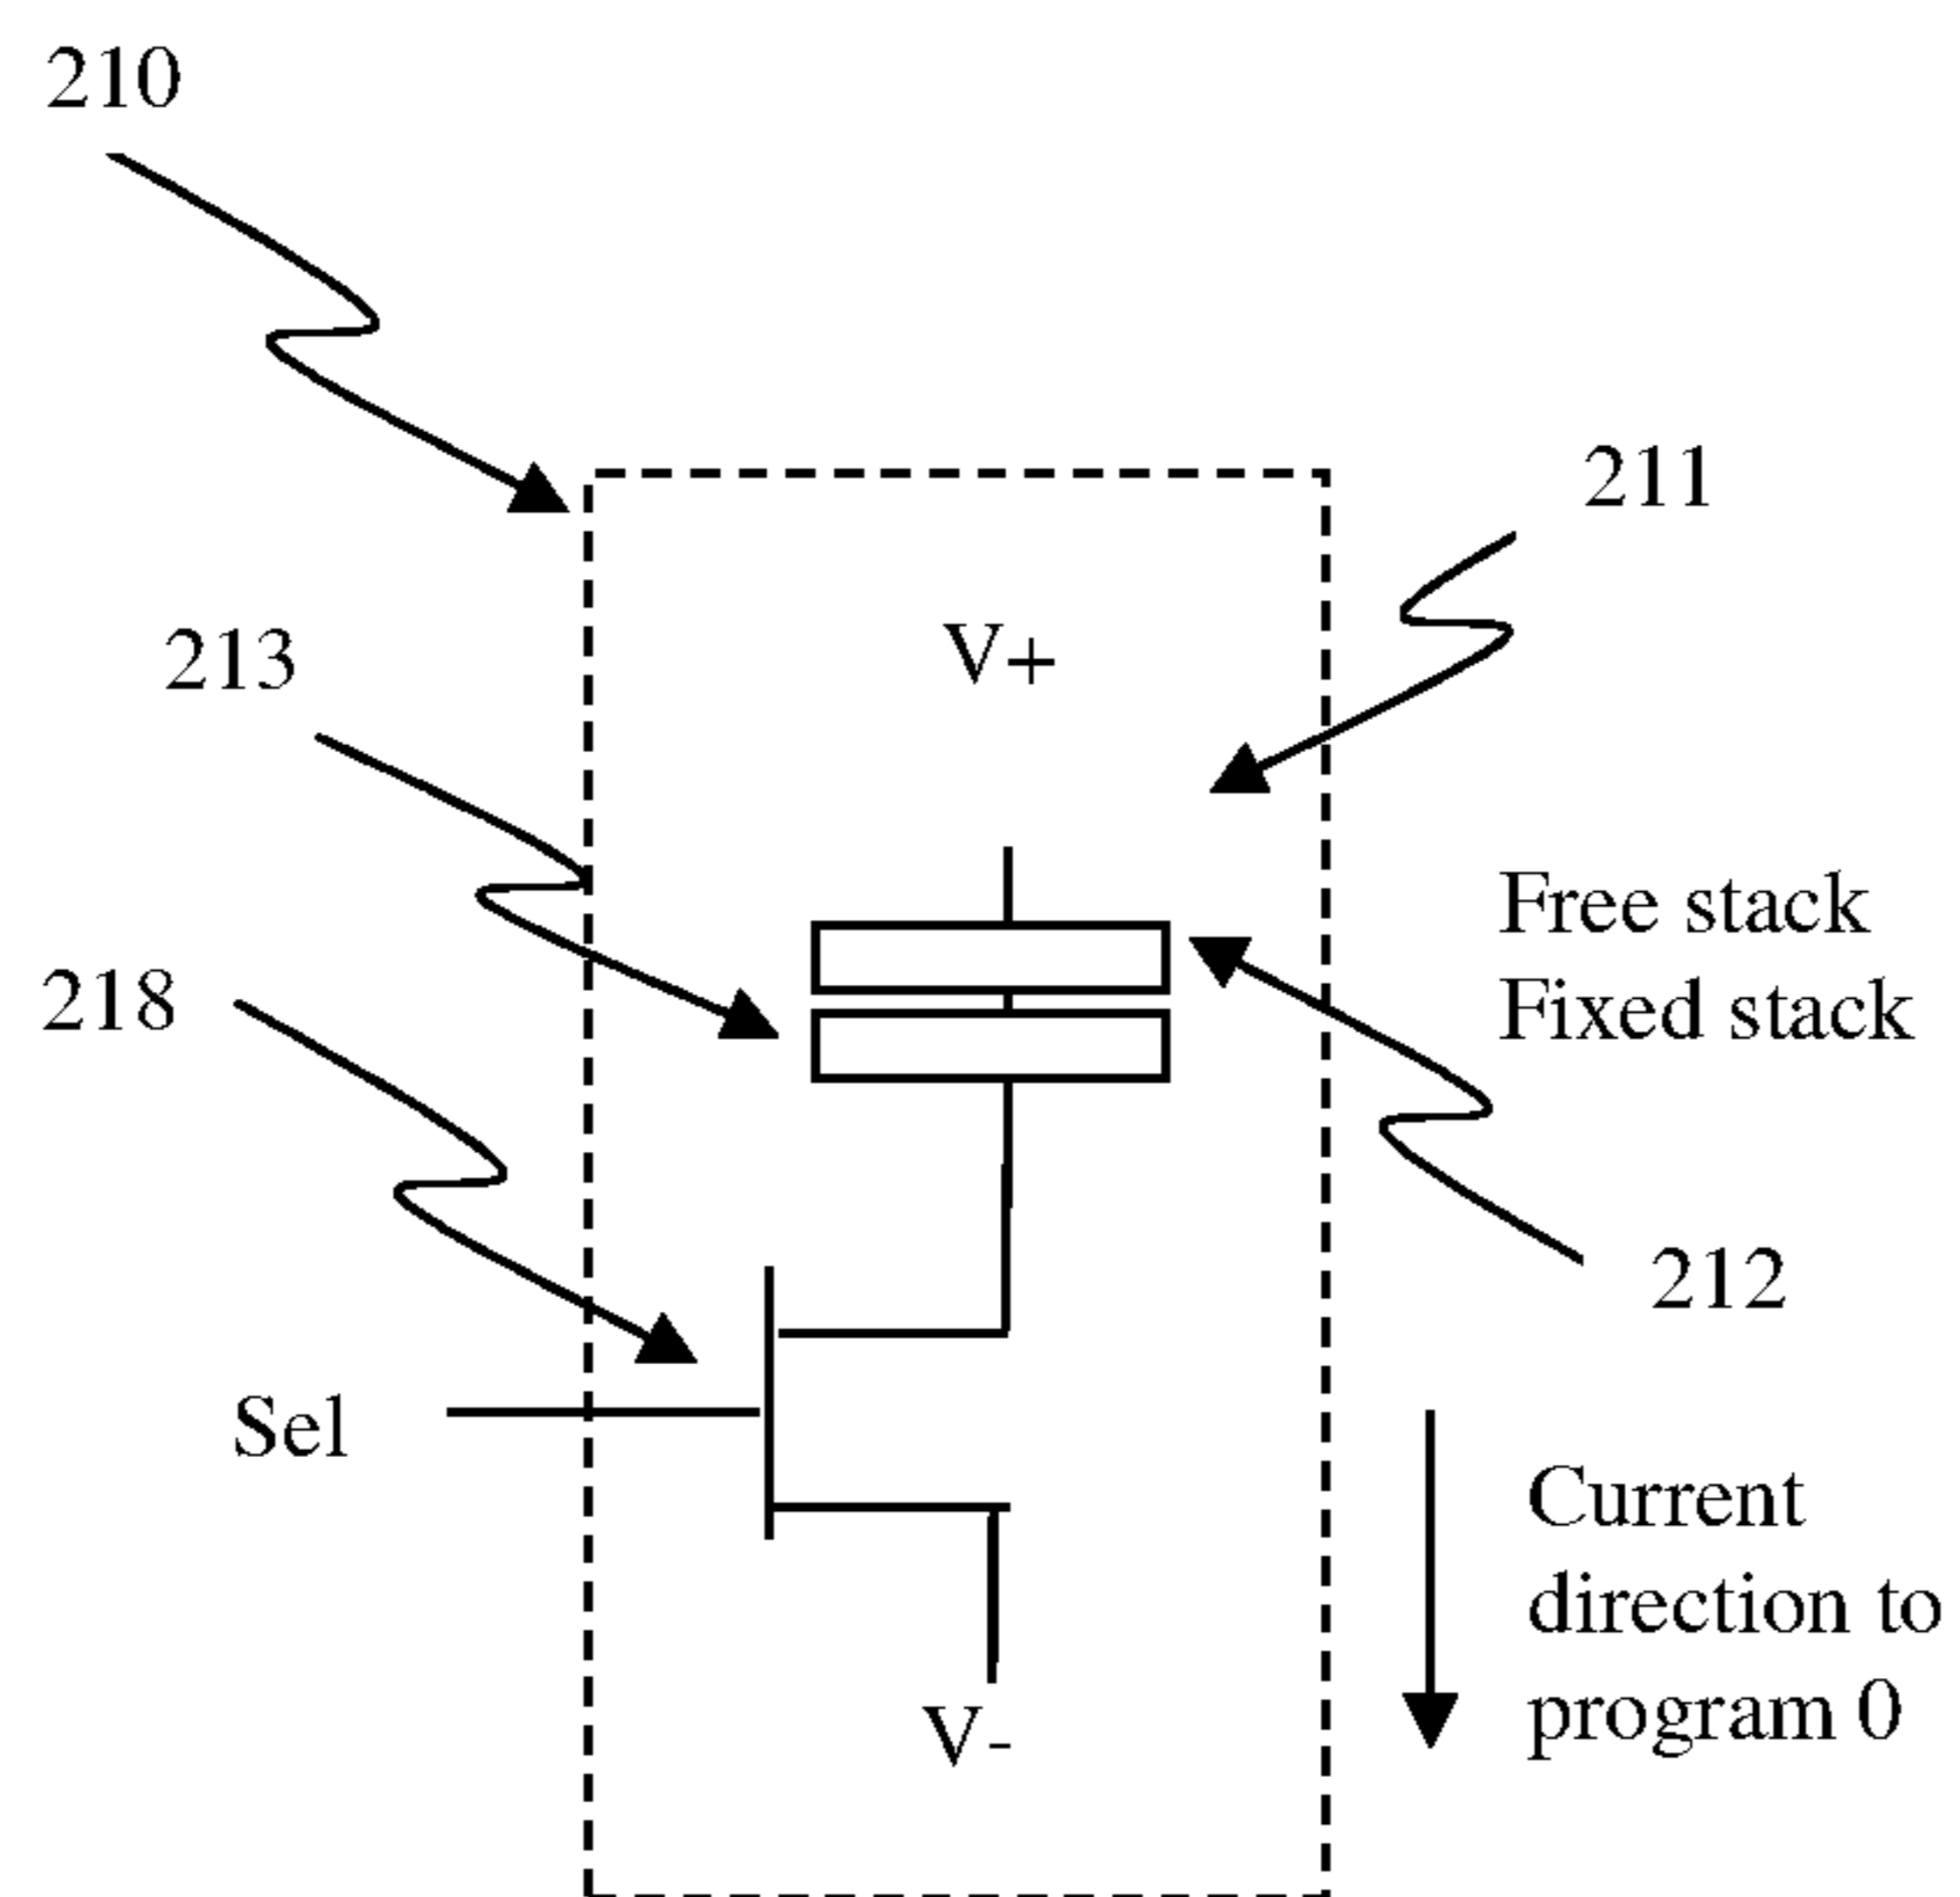 210
211
V+
213
Free stack
218
Fixed stack
212
Sel
Current
direction to
program 0
V-